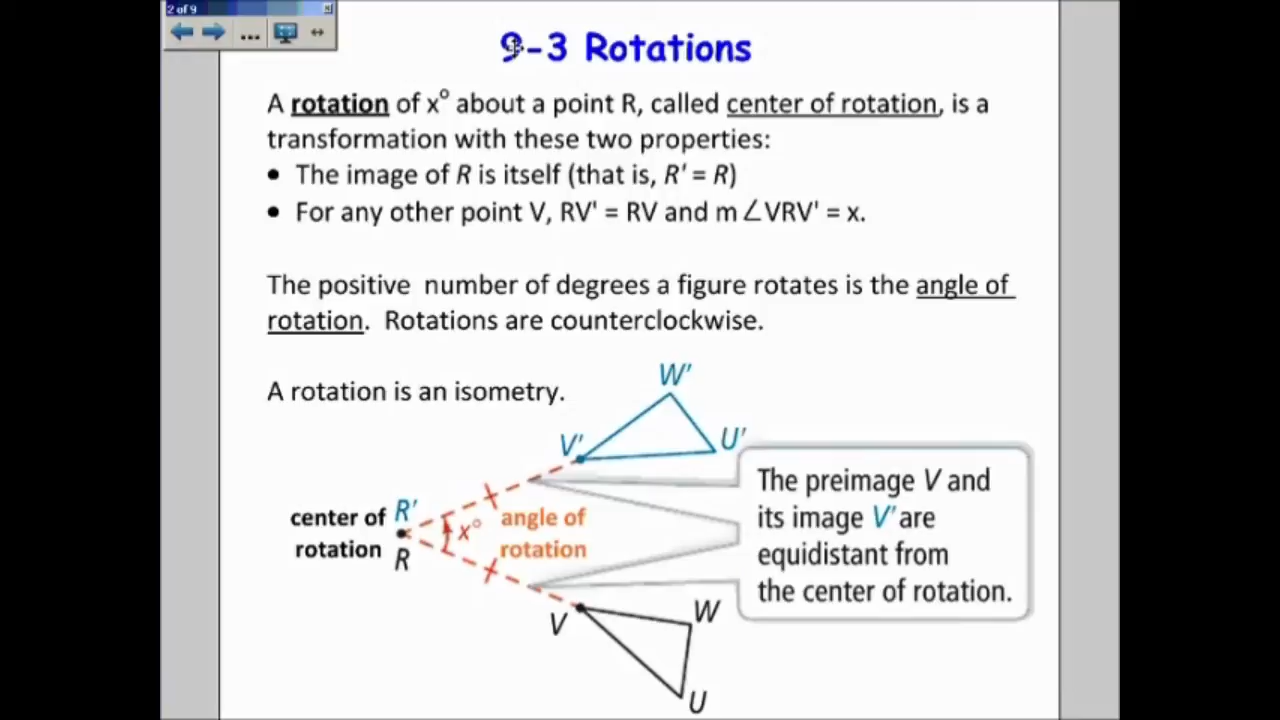 2 of 9
...
9-3 Rotations
A rotation of x° about a point R, called center of rotation, is a
transformation with these two properties:
• The image of R is itself (that is, R' = R)
• For any other point V, RV' = RV and m∠VRV' = x.
The positive number of degrees a figure rotates is the angle of
rotation. Rotations are counterclockwise.
A rotation is an isometry.
W'
V'
U'
center of
rotation
R'
R
x°
angle of
rotation
The preimage V and
its image V' are
equidistant from
the center of rotation.
V
W
U